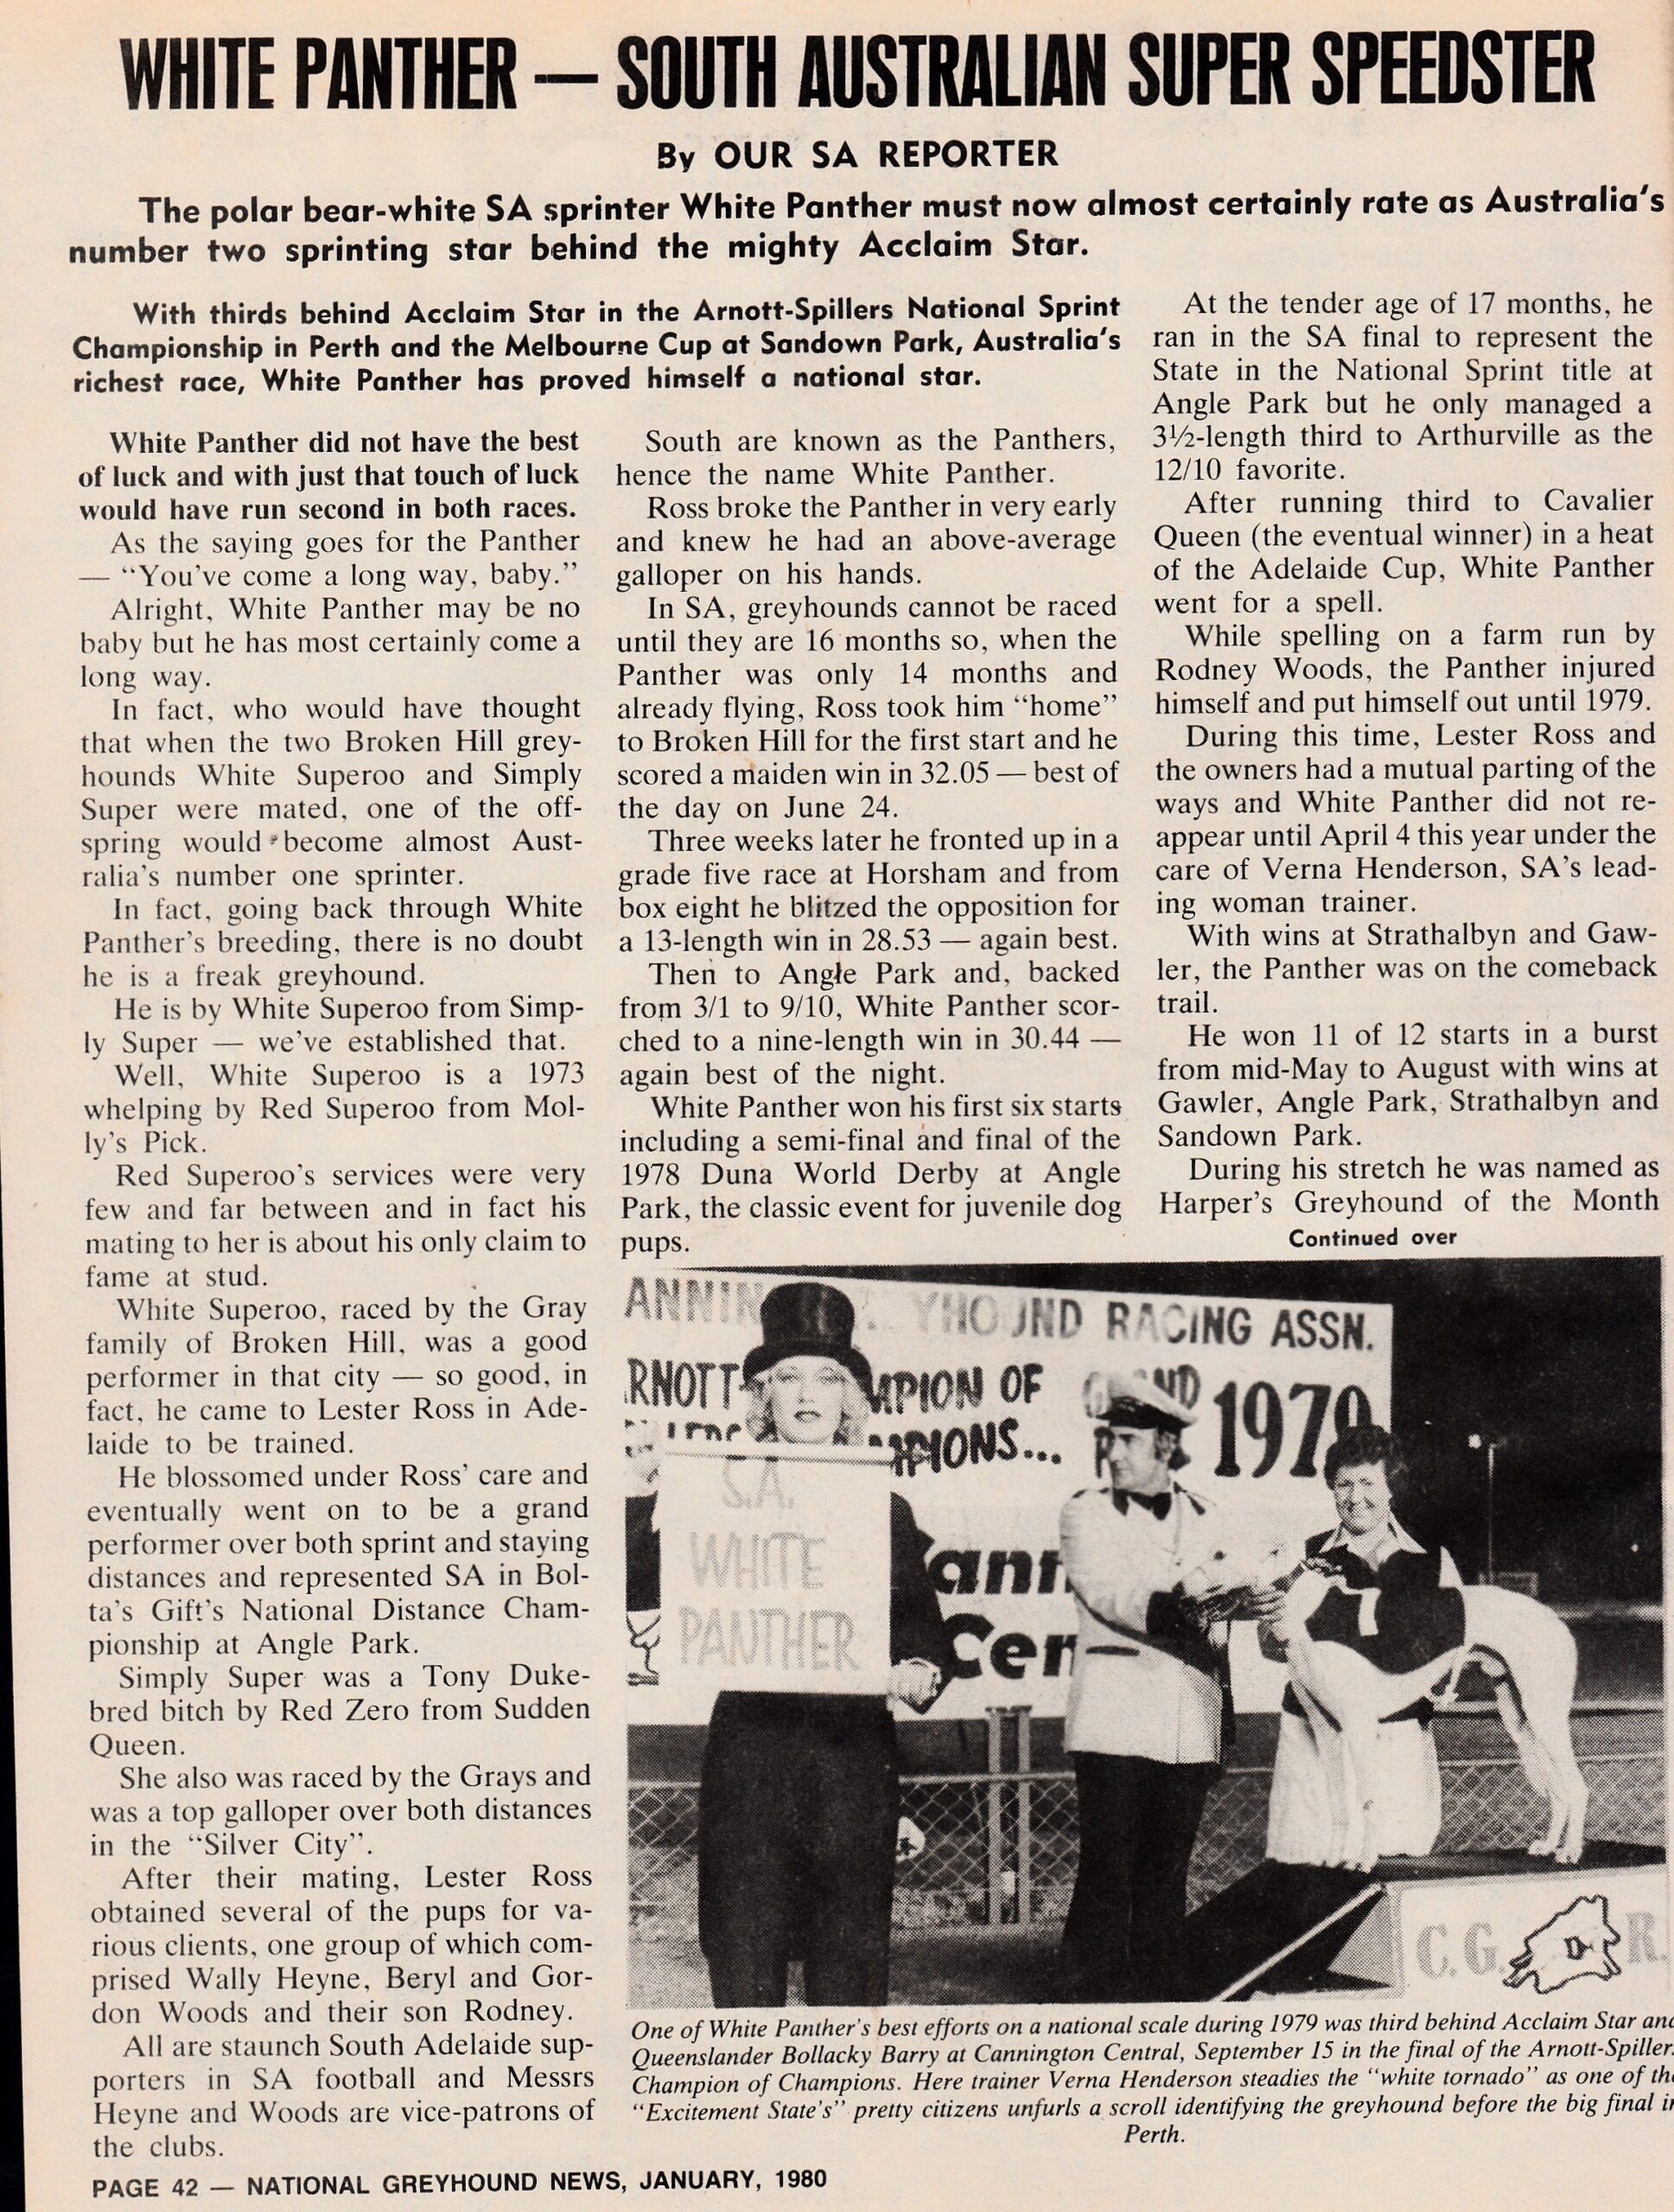 WHITE PANTHER — SOUTH AUSTRALIAN SUPER SPEEDSTER
By OUR SA REPORTER
The polar bear-white SA sprinter White Panther must now almost certainly rate as Australia's
number two sprinting star behind the mighty Acclaim Star.
With thirds behind Acclaim Star in the Arnott-Spillers National Sprint
Championship in Perth and the Melbourne Cup at Sandown Park, Australia's
richest race, White Panther has proved himself a national star.
White Panther did not have the best
of luck and with just that touch of luck
would have run second in both races.
As the saying goes for the Panther
— “You've come a long way, baby.”
Alright, White Panther may be no
baby but he has most certainly come a
long way.
In fact, who would have thought
that when the two Broken Hill grey-
hounds White Superoo and Simply
Super were mated, one of the off-
spring would become almost Aust-
ralia's number one sprinter.
In fact, going back through White
Panther's breeding, there is no doubt
he is a freak greyhound.
He is by White Superoo from Simp-
ly Super — we've established that.
Well, White Superoo is a 1973
whelping by Red Superoo from Mol-
ly's Pick.
Red Superoo's services were very
few and far between and in fact his
mating to her is about his only claim to
fame at stud.
White Superoo, raced by the Gray
family of Broken Hill, was a good
performer in that city — so good, in
fact, he came to Lester Ross in Ade-
laide to be trained.
He blossomed under Ross' care and
eventually went on to be a grand
performer over both sprint and staying
distances and represented SA in Bol-
ta's Gift's National Distance Cham-
pionship at Angle Park.
Simply Super was a Tony Duke-
bred bitch by Red Zero from Sudden
Queen.
She also was raced by the Grays and
was a top galloper over both distances
in the “Silver City”.
After their mating, Lester Ross
obtained several of the pups for va-
rious clients, one group of which com-
prised Wally Heyne, Beryl and Gor-
don Woods and their son Rodney.
All are staunch South Adelaide sup-
porters in SA football and Messrs
Heyne and Woods are vice-patrons of
the clubs.
South are known as the Panthers,
hence the name White Panther.
Ross broke the Panther in very early
and knew he had an above-average
galloper on his hands.
In SA, greyhounds cannot be raced
until they are 16 months so, when the
Panther was only 14 months and
already flying, Ross took him “home”
to Broken Hill for the first start and he
scored a maiden win in 32.05 — best of
the day on June 24.
Three weeks later he fronted up in a
grade five race at Horsham and from
box eight he blitzed the opposition for
a 13-length win in 28.53 — again best.
Then to Angle Park and, backed
from 3/1 to 9/10, White Panther scor-
ched to a nine-length win in 30.44 —
again best of the night.
White Panther won his first six starts
including a semi-final and final of the
1978 Duna World Derby at Angle
Park, the classic event for juvenile dog
pups.
At the tender age of 17 months, he
ran in the SA final to represent the
State in the National Sprint title at
Angle Park but he only managed a
3½-length third to Arthurville as the
12/10 favorite.
After running third to Cavalier
Queen (the eventual winner) in a heat
of the Adelaide Cup, White Panther
went for a spell.
While spelling on a farm run by
Rodney Woods, the Panther injured
himself and put himself out until 1979.
During this time, Lester Ross and
the owners had a mutual parting of the
ways and White Panther did not re-
appear until April 4 this year under the
care of Verna Henderson, SA's lead-
ing woman trainer.
With wins at Strathalbyn and Gaw-
ler, the Panther was on the comeback
trail.
He won 11 of 12 starts in a burst
from mid-May to August with wins at
Gawler, Angle Park, Strathalbyn and
Sandown Park.
During his stretch he was named as
Harper's Greyhound of the Month
Continued over
ANNIN YHOUND RACING ASSN.
RNOTT MPION OF
MPIONS... 1979
S.A.
WHITE
PANTHER
ann
Cen
C.G. R.
One of White Panther's best efforts on a national scale during 1979 was third behind Acclaim Star and
Queenslander Bollacky Barry at Cannington Central, September 15 in the final of the Arnott-Spillers
Champion of Champions. Here trainer Verna Henderson steadies the “white tornado” as one of the
“Excitement State's” pretty citizens unfurls a scroll identifying the greyhound before the big final in
Perth.
PAGE 42 — NATIONAL GREYHOUND NEWS, JANUARY, 1980